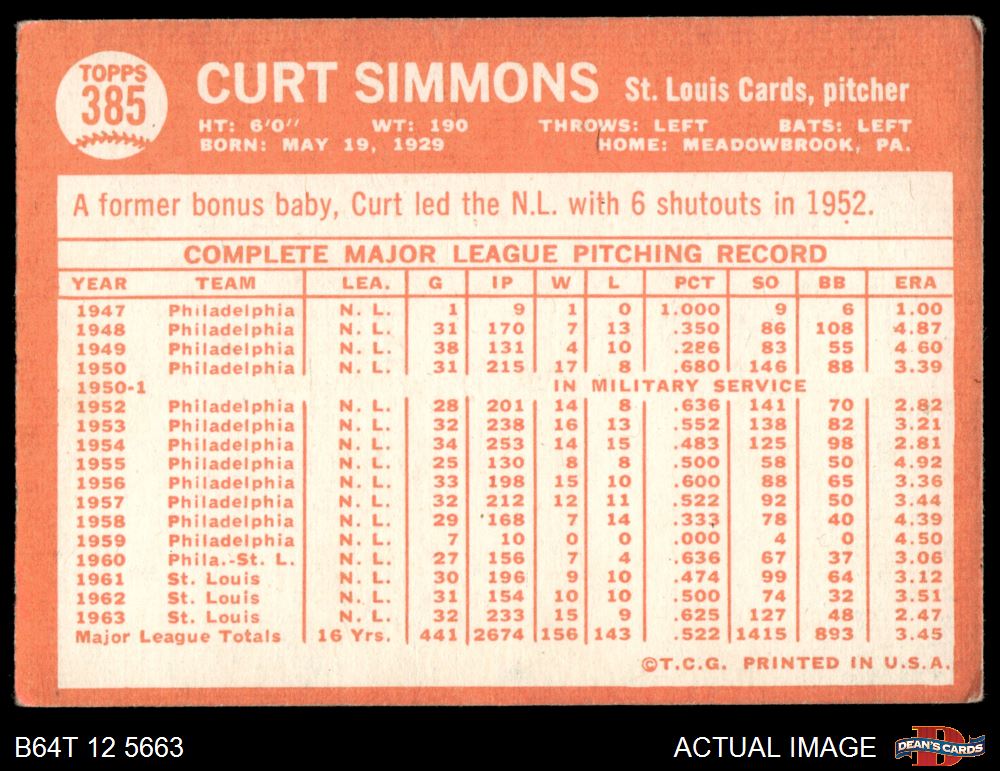 TOPPS
385
CURT SIMMONS St. Louis Cards, pitcher
HT: 6'0" WT: 190 THROWS: LEFT BATS: LEFT
BORN: MAY 19, 1929 HOME: MEADOWBROOK, PA.
A former bonus baby, Curt led the N.L. with 6 shutouts in 1952.
COMPLETE MAJOR LEAGUE PITCHING RECORD
YEAR TEAM LEA. G IP W L PCT SO BB ERA
1947 Philadelphia N. L. 1 9 1 0 1.000 9 6 1.00
1948 Philadelphia N. L. 31 170 7 13 .350 86 108 4.87
1949 Philadelphia N. L. 38 131 4 10 .286 83 55 4.60
1950 Philadelphia N. L. 31 215 17 8 .680 146 88 3.39
1950-1 IN MILITARY SERVICE
1952 Philadelphia N. L. 28 201 14 8 .636 141 70 2.82
1953 Philadelphia N. L. 32 238 16 13 .552 138 82 3.21
1954 Philadelphia N. L. 34 253 14 15 .483 125 98 2.81
1955 Philadelphia N. L. 25 130 8 8 .500 58 50 4.92
1956 Philadelphia N. L. 33 198 15 10 .600 88 65 3.36
1957 Philadelphia N. L. 32 212 12 11 .522 92 50 3.44
1958 Philadelphia N. L. 29 168 7 14 .333 78 40 4.39
1959 Philadelphia N. L. 7 10 0 0 .000 4 0 4.50
1960 Phila.-St. L. N. L. 27 156 7 4 .636 67 37 3.06
1961 St. Louis N. L. 30 196 9 10 .474 99 64 3.12
1962 St. Louis N. L. 31 154 10 10 .500 74 32 3.51
1963 St. Louis N. L. 32 233 15 9 .625 127 48 2.47
Major League Totals 16 Yrs. 441 2674 156 143 .522 1415 893 3.45
©T.C.G. PRINTED IN U.S.A.
B64T 12 5663 ACTUAL IMAGE D DEAN'S CARDS